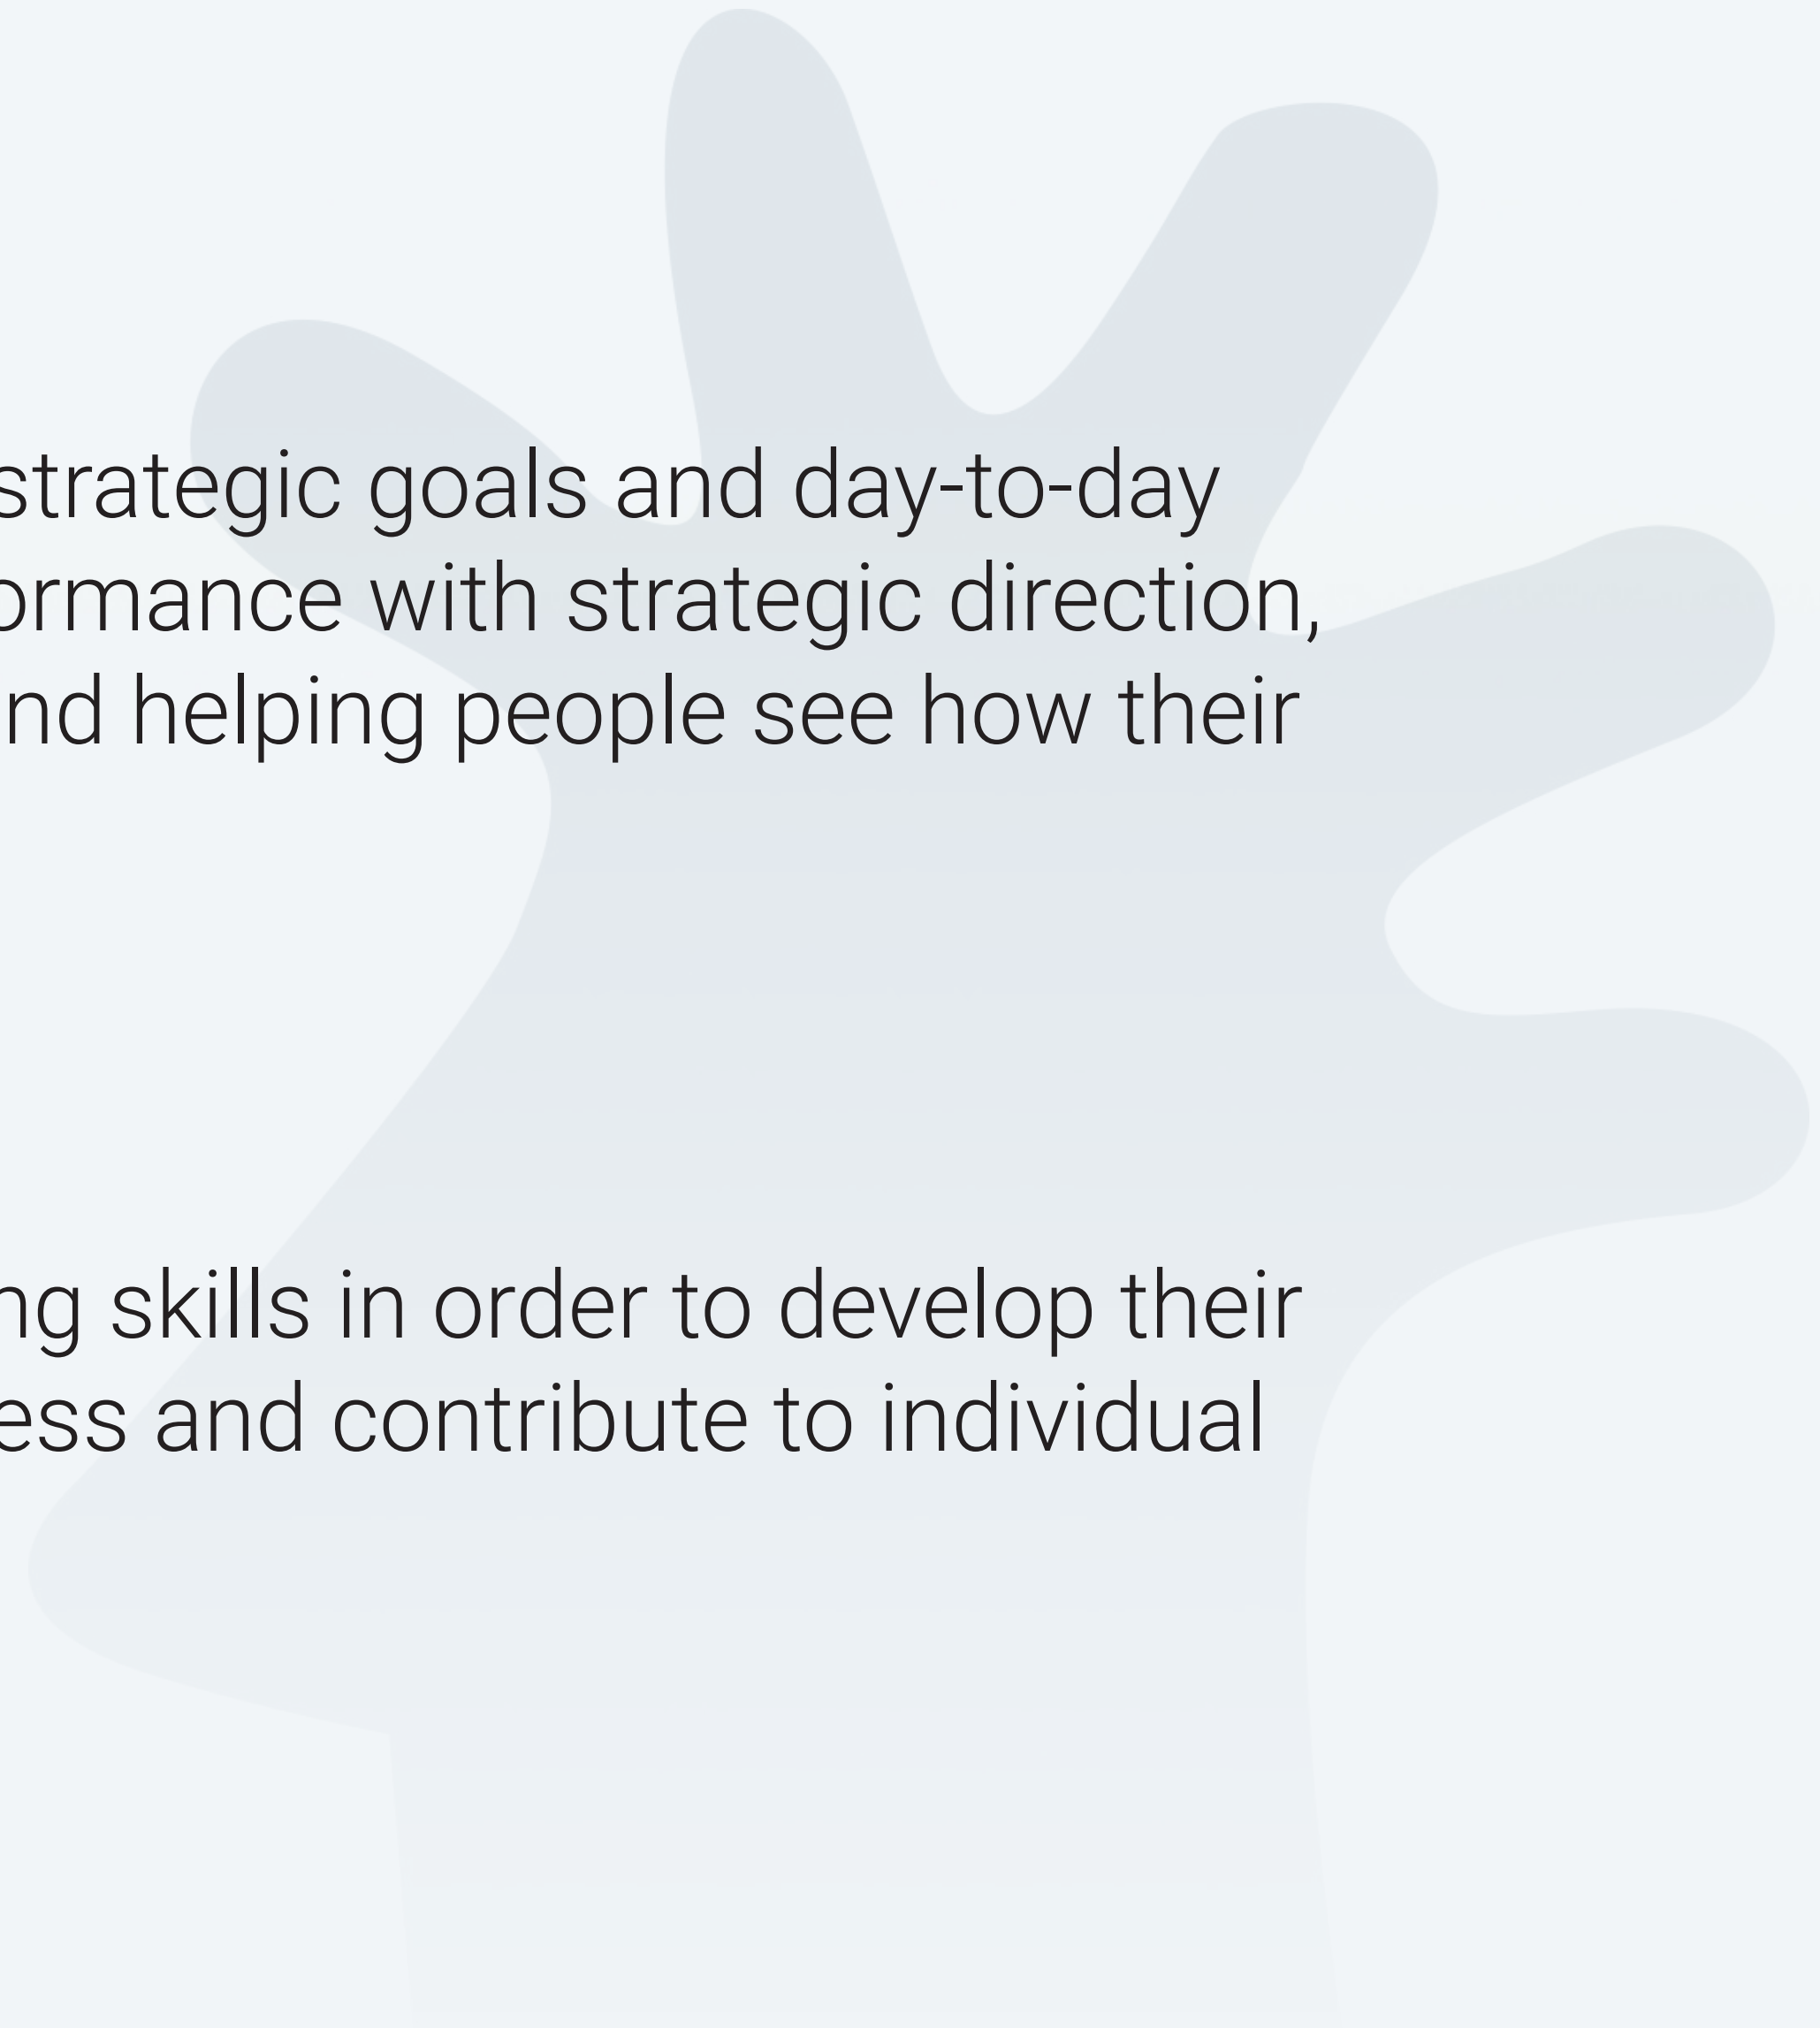 strategic goals and day-to-day
ormance with strategic direction,
nd helping people see how their
ng skills in order to develop their
ess and contribute to individual